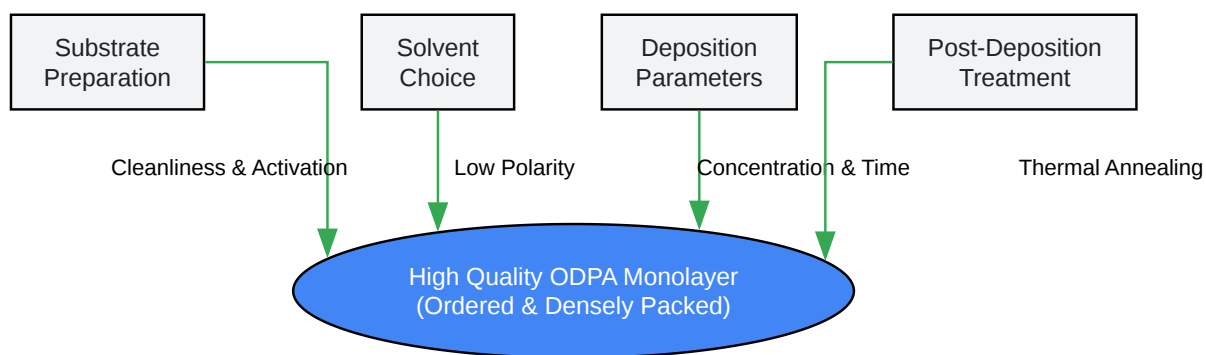 Substrate
Preparation
Solvent
Choice
Deposition
Parameters
Post-Deposition
Treatment
Cleanliness & Activation
Low Polarity
Concentration & Time
Thermal Annealing
High Quality ODPA Monolayer
(Ordered & Densely Packed)